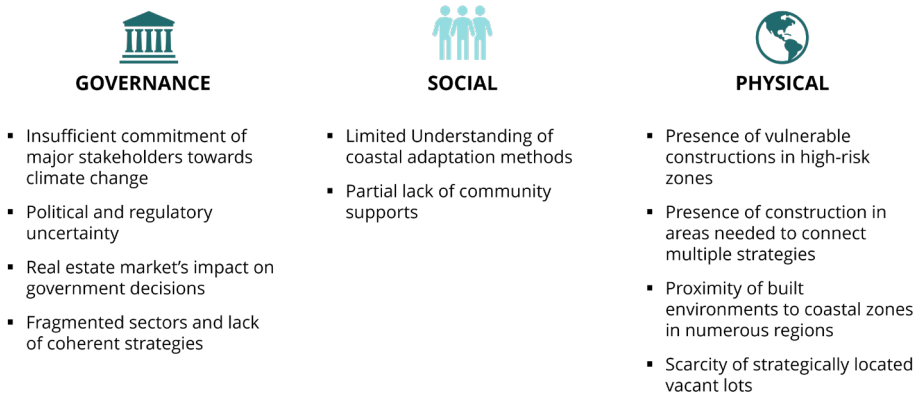 GOVERNANCE
▪ Insufficient commitment of
major stakeholders towards
climate change
▪ Political and regulatory
uncertainty
▪ Real estate market’s impact on
government decisions
▪ Fragmented sectors and lack
of coherent strategies
SOCIAL
▪ Limited Understanding of
coastal adaptation methods
▪ Partial lack of community
supports
PHYSICAL
▪ Presence of vulnerable
constructions in high-risk
zones
▪ Presence of construction in
areas needed to connect
multiple strategies
▪ Proximity of built
environments to coastal zones
in numerous regions
▪ Scarcity of strategically located
vacant lots